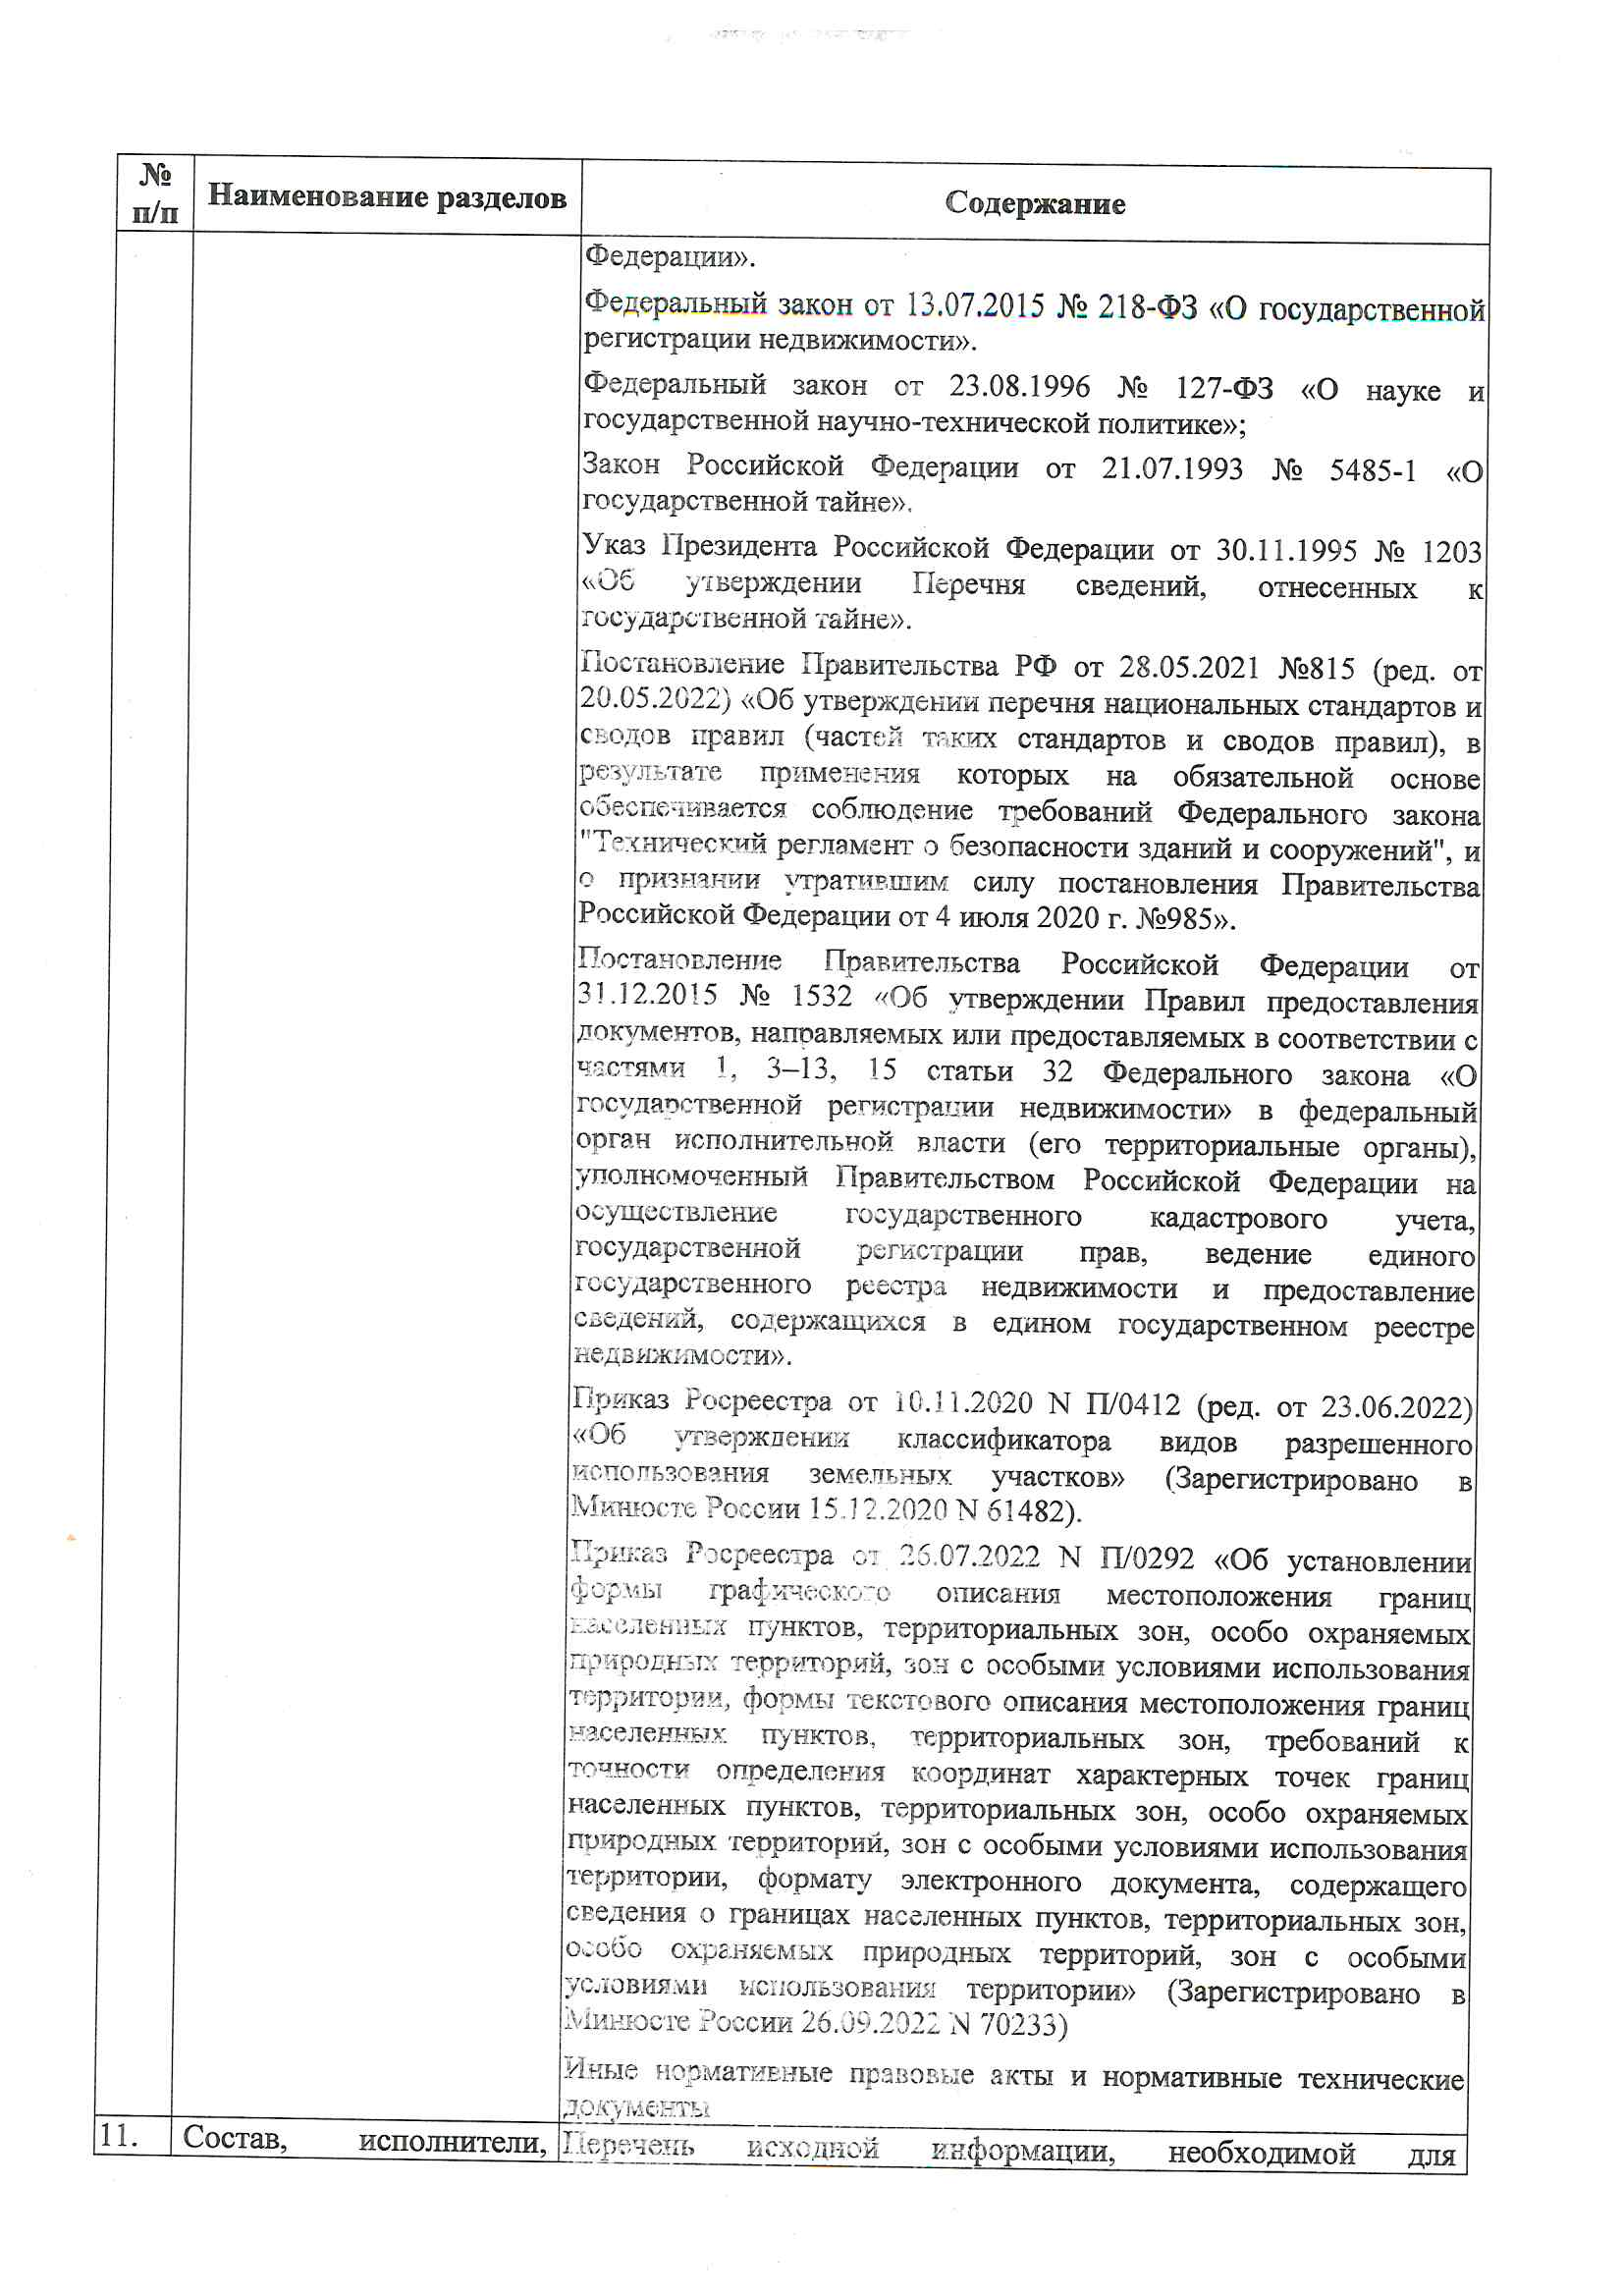 №
п/п
Наименование разделов
Содержание
Федерации».
Федеральный закон от 13.07.2015 № 218-ФЗ «О государственной
регистрации недвижимости».
Федеральный закон от 23.08.1996 № 127-ФЗ «О науке и
государственной научно-технической политике»;
Закон Российской Федерации от 21.07.1993 № 5485-1 «О
государственной тайне».
Указ Президента Российской Федерации от 30.11.1995 № 1203
«Об утверждении Перечня сведений, отнесенных к
государственной тайне».
Постановление Правительства РФ от 28.05.2021 №815 (ред. от
20.05.2022) «Об утверждении перечня национальных стандартов и
сводов правил (частей таких стандартов и сводов правил), в
результате применения которых на обязательной основе
обеспечивается соблюдение требований Федерального закона
"Технический регламент о безопасности зданий и сооружений", и
о признании утратившим силу постановления Правительства
Российской Федерации от 4 июля 2020 г. №985».
Постановление Правительства Российской Федерации от
31.12.2015 № 1532 «Об утверждении Правил предоставления
документов, направляемых или предоставляемых в соответствии с
частями 1, 3–13, 15 статьи 32 Федерального закона «О
государственной регистрации недвижимости» в федеральный
орган исполнительной власти (его территориальные органы),
уполномоченный Правительством Российской Федерации на
осуществление государственного кадастрового учета,
государственной регистрации прав, ведение единого
государственного реестра недвижимости и предоставление
сведений, содержащихся в едином государственном реестре
недвижимости».
Приказ Росреестра от 10.11.2020 N П/0412 (ред. от 23.06.2022)
«Об утверждении классификатора видов разрешенного
использования земельных участков» (Зарегистрировано в
Минюсте России 15.12.2020 N 61482).
Приказ Росреестра от 26.07.2022 N П/0292 «Об установлении
формы графического описания местоположения границ
населенных пунктов, территориальных зон, особо охраняемых
природных территорий, зон с особыми условиями использования
территории, формы текстового описания местоположения границ
населенных пунктов, территориальных зон, требований к
точности определения координат характерных точек границ
населенных пунктов, территориальных зон, особо охраняемых
природных территорий, зон с особыми условиями использования
территории, формату электронного документа, содержащего
сведения о границах населенных пунктов, территориальных зон,
особо охраняемых природных территорий, зон с особыми
условиями использования территории» (Зарегистрировано в
Минюсте России 26.09.2022 N 70233)
Иные нормативные правовые акты и нормативные технические
документы
11.
Состав, исполнители,
Перечень исходной информации, необходимой для